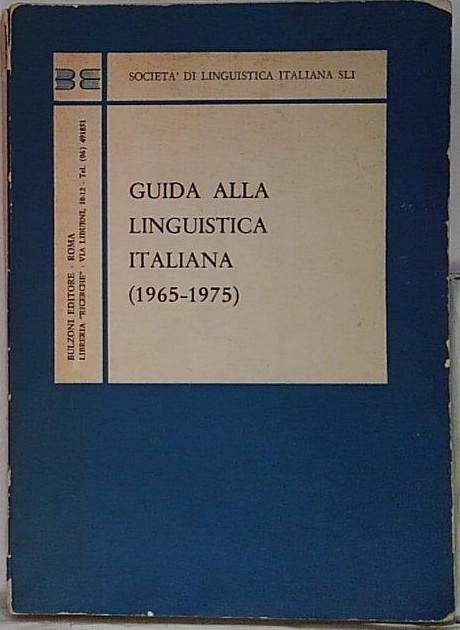 SOCIETA' DI LINGUISTICA ITALIANA SLI
GUIDA ALLA
LINGUISTICA
ITALIANA
(1965-1975)
BULZONI EDITORE - ROMA
LIBRERIA "RICERCHE" - VIA LIBURNI, 10-12 - Tel. (06) 491851